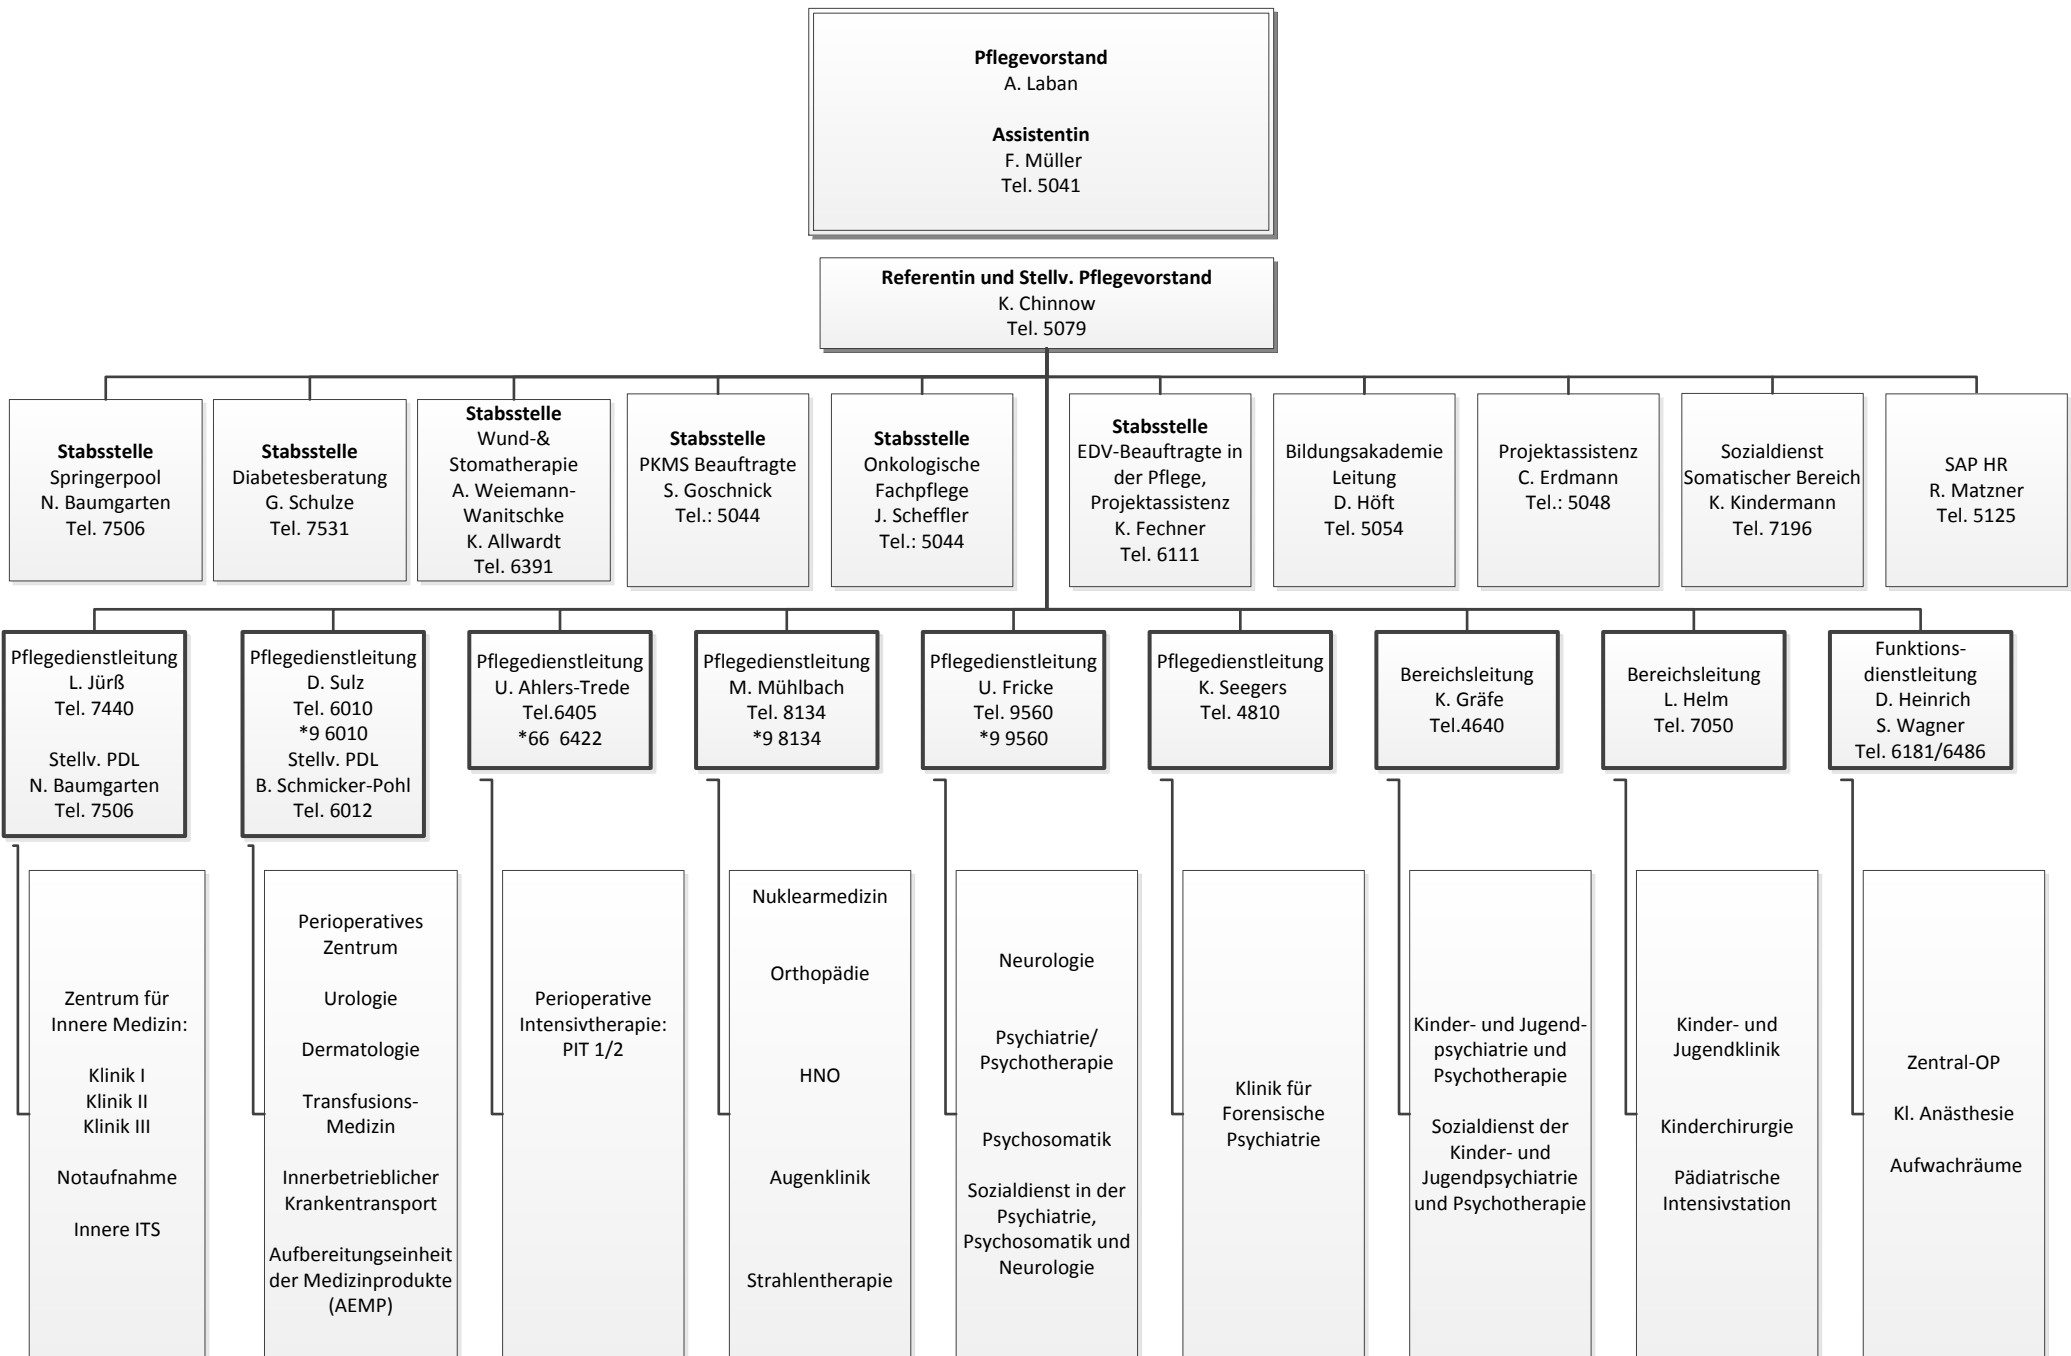 Pflegevorstand
A. Laban
Assistentin
F. Müller
Tel. 5041
Referentin und Stellv. Pflegevorstand
K. Chinnow
Tel. 5079
Stabsstelle
Springerpool
N. Baumgarten
Tel. 7506
Stabsstelle
Diabetesberatung
G. Schulze
Tel. 7531
Stabsstelle
Wund-&
Stomatherapie
A. Weiemann-
Wanitschke
K. Allwardt
Tel. 6391
Stabsstelle
PKMS Beauftragte
S. Goschnick
Tel.: 5044
Stabsstelle
Onkologische
Fachpflege
J. Scheffler
Tel.: 5044
Stabsstelle
EDV-Beauftragte in
der Pflege,
Projektassistenz
K. Fechner
Tel. 6111
Bildungsakademie
Leitung
D. Höft
Tel. 5054
Projektassistenz
C. Erdmann
Tel.: 5048
Sozialdienst
Somatischer Bereich
K. Kindermann
Tel. 7196
SAP HR
R. Matzner
Tel. 5125
Pflegedienstleitung
L. Jürß
Tel. 7440
Stellv. PDL
N. Baumgarten
Tel. 7506
Pflegedienstleitung
D. Sulz
Tel. 6010
*9 6010
Stellv. PDL
B. Schmicker-Pohl
Tel. 6012
Pflegedienstleitung
U. Ahlers-Trede
Tel.6405
*66  6422
Pflegedienstleitung
M. Mühlbach
Tel. 8134
*9 8134
Pflegedienstleitung
U. Fricke
Tel. 9560
*9 9560
Pflegedienstleitung
K. Seegers
Tel. 4810
Bereichsleitung
K. Gräfe
Tel.4640
Bereichsleitung
L. Helm
Tel. 7050
Funktions-
dienstleitung
D. Heinrich
S. Wagner
Tel. 6181/6486
Zentrum für
Innere Medizin:
Klinik I
Klinik II
Klinik III
Notaufnahme
Innere ITS
Perioperatives
Zentrum
Urologie
Dermatologie
Transfusions-
Medizin
Innerbetrieblicher
Krankentransport
Aufbereitungseinheit
der Medizinprodukte
(AEMP)
Perioperative
Intensivtherapie:
PIT 1/2
Nuklearmedizin
Orthopädie
HNO
Augenklinik
Strahlentherapie
Neurologie
Psychiatrie/
Psychotherapie
Psychosomatik
Sozialdienst in der
Psychiatrie,
Psychosomatik und
Neurologie
Klinik für
Forensische
Psychiatrie
Kinder- und Jugend-
psychiatrie und
Psychotherapie
Sozialdienst der
Kinder- und
Jugendpsychiatrie
und Psychotherapie
Kinder- und
Jugendklinik
Kinderchirurgie
Pädiatrische
Intensivstation
Zentral-OP
Kl. Anästhesie
Aufwachräume